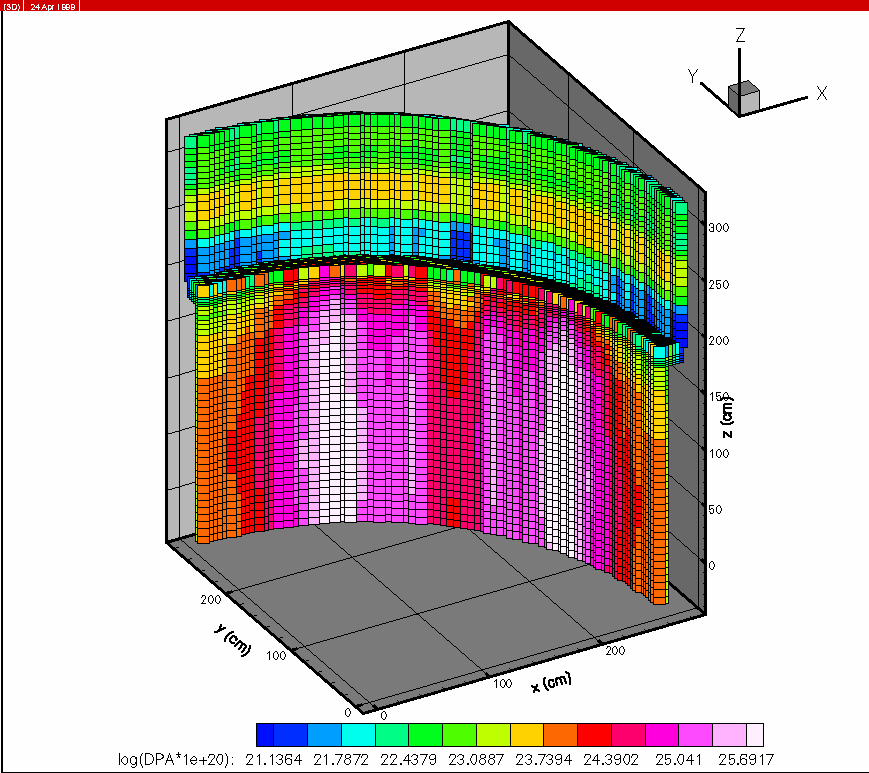 (3D) 24 Apr 1999
Z
Y
X
300
250
200
150
z (cm)
100
50
0
200
y (cm)
100
0
0
100
x (cm)
200
log(DPA*1e+20): 21.1364 21.7872 22.4379 23.0887 23.7394 24.3902 25.041 25.6917